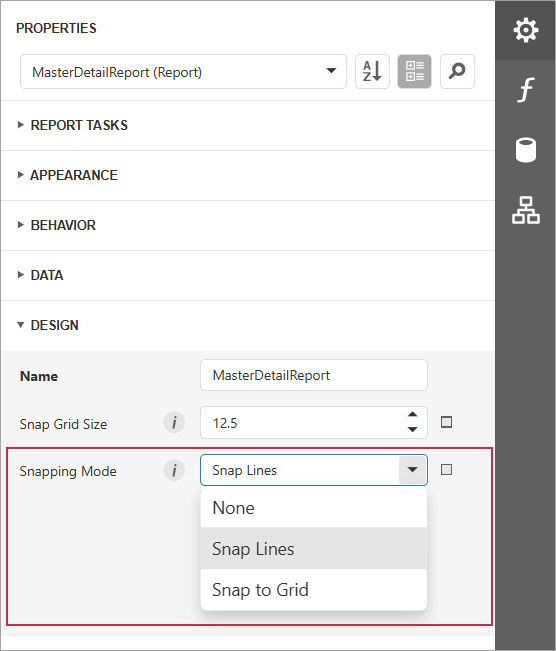 PROPERTIES
MasterDetailReport (Report)
A
Z
REPORT TASKS
APPEARANCE
BEHAVIOR
DATA
DESIGN
Name
MasterDetailReport
Snap Grid Size
i
12.5
Snapping Mode
i
Snap Lines
None
Snap Lines
Snap to Grid
f